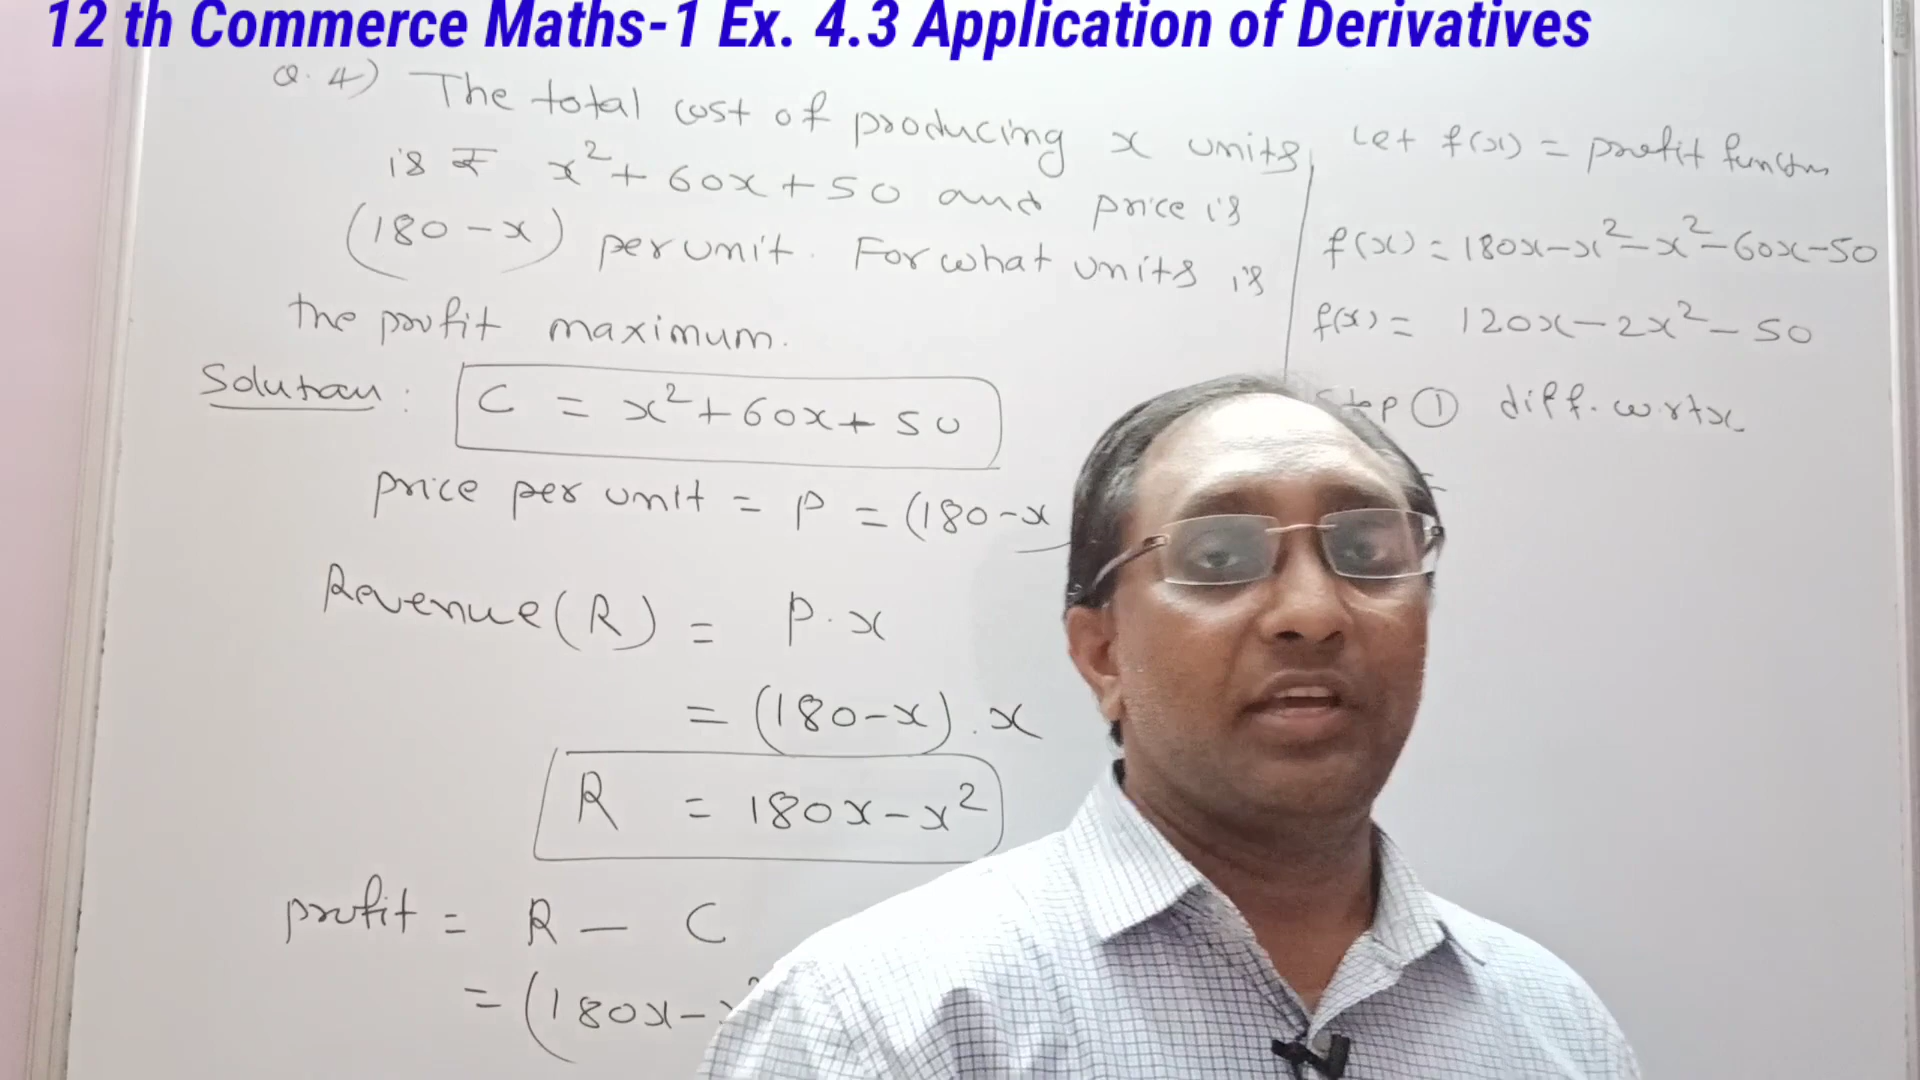 12 th Commerce Maths-1 Ex. 4.3 Application of Derivatives
Q. 4) The total cost of producing x units
is ₹ x²+60x+50 and price is
(180-x) per unit. For what units is
the profit maximum.
Solution: C = x²+60x+50
price per unit = P = (180-x
Revenue(R) = P.x
= (180-x).x
R = 180x-x²
profit = R - C
= (180x-
Let f(x) = profit function
f(x) = 180x-x²-x²-60x-50
f(x) = 120x-2x²-50
Step ① diff. w.r.t x